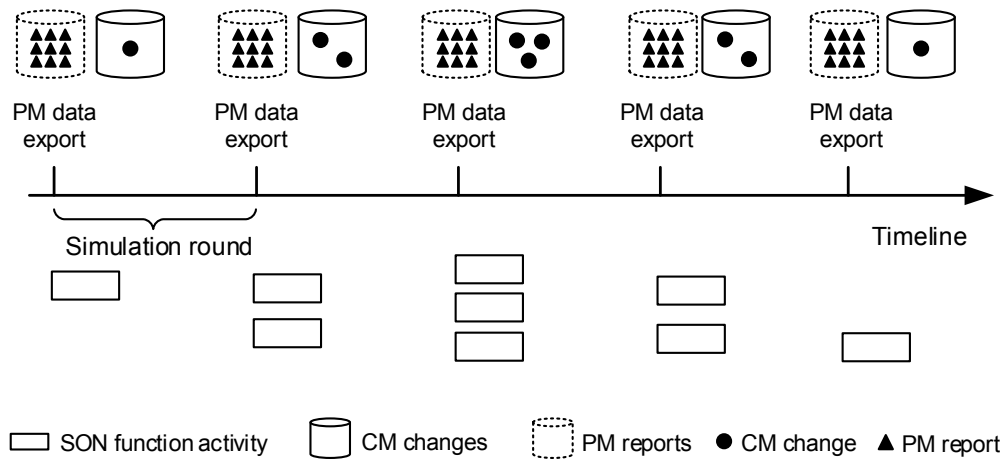 PM data
export
PM data
export
PM data
export
PM data
export
PM data
export
Simulation round
Timeline
SON function activity
CM changes
PM reports
CM change
PM report